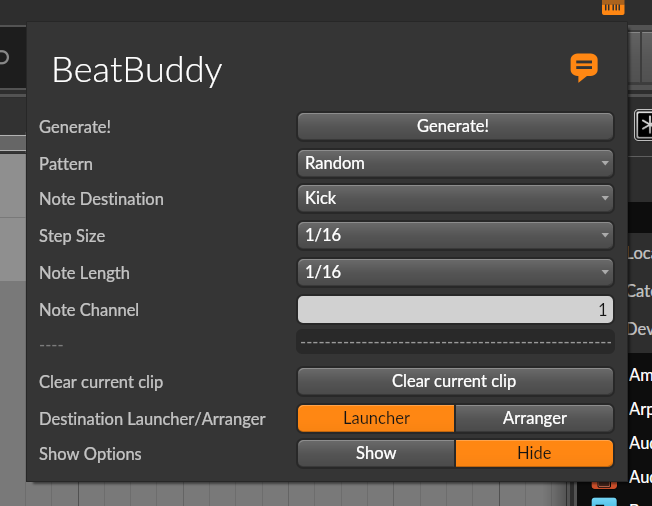 BeatBuddy
Generate! Generate!
Pattern Random
Note Destination Kick
Step Size 1/16
Note Length 1/16
Note Channel 1
---- ------------------------------------------------
Clear current clip Clear current clip
Destination Launcher/Arranger Launcher Arranger
Show Options Show Hide
Loca
Cate
Dev
Am
Arp
Aud
Aud